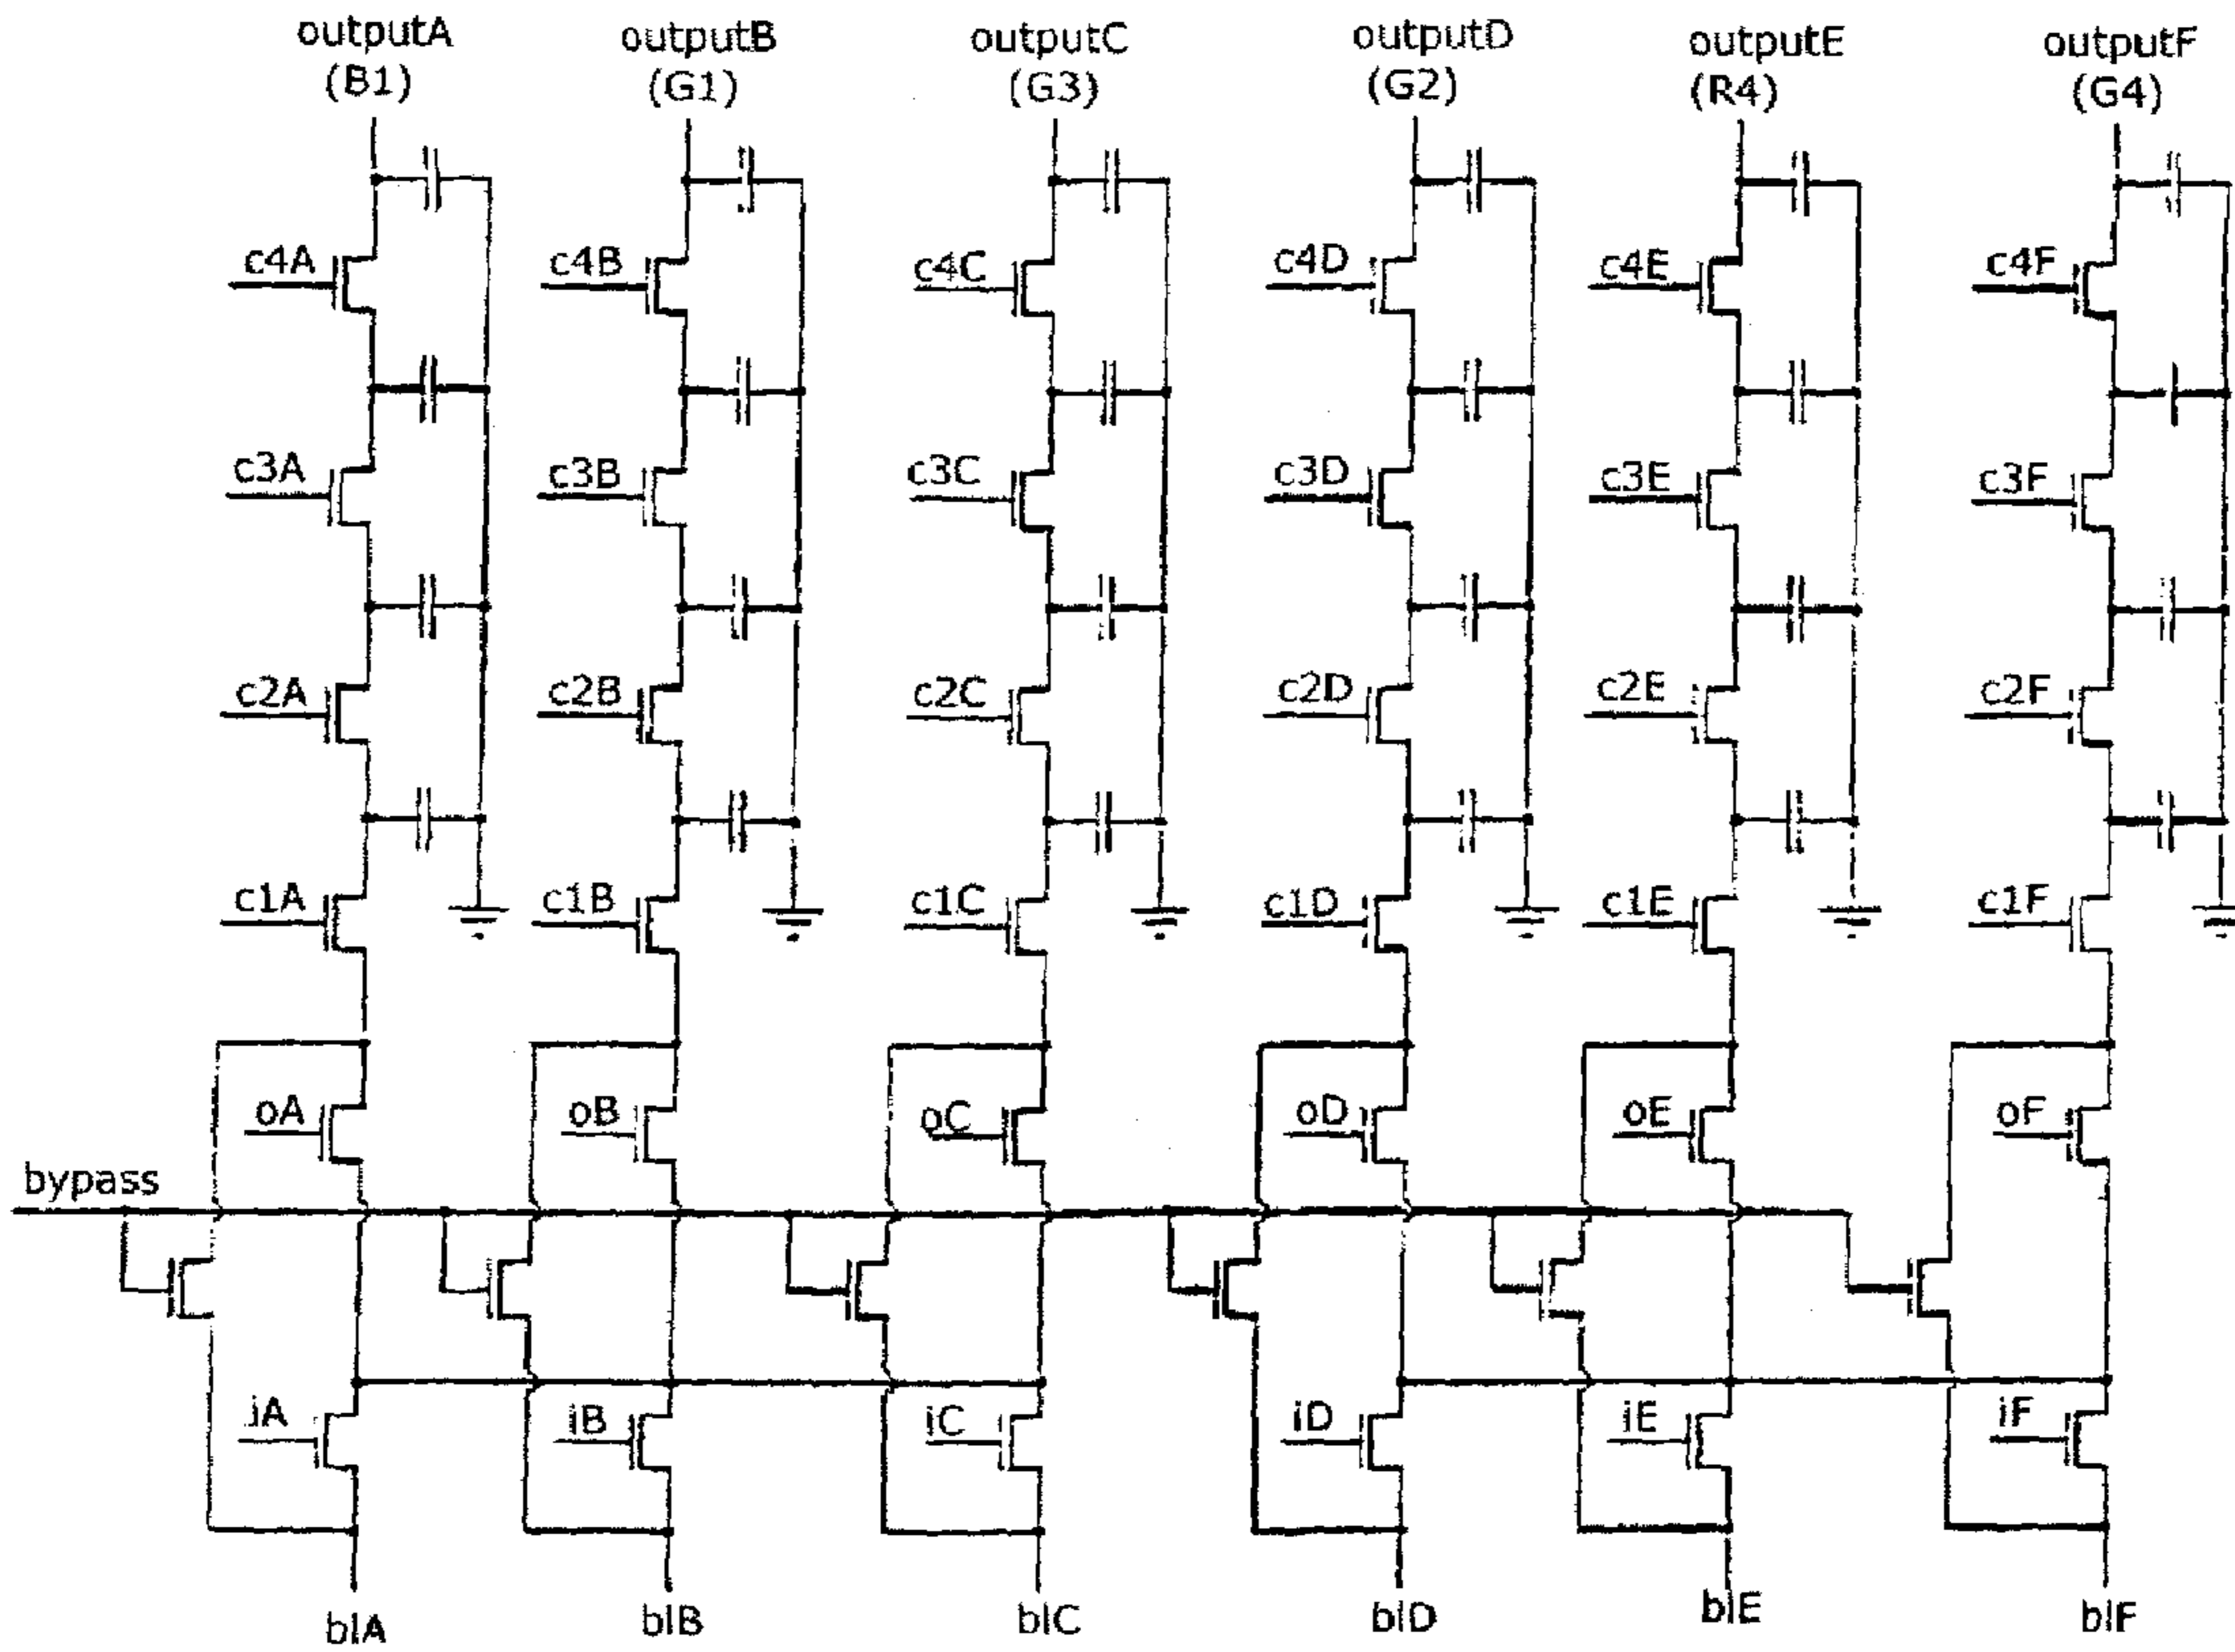 outputA outputB outputC outputD outputE outputF
(B1) (G1) (G3) (G2) (R4) (G4)
c4A c4B c4C c4D c4E c4F
c3A c3B c3C c3D c3E c3F
c2A c2B c2C c2D c2E c2F
c1A c1B c1C c1D c1E c1F
oA oB oC oD oE oF
bypass
iA iB iC iD iE iF
blA blB blC blD blE blF